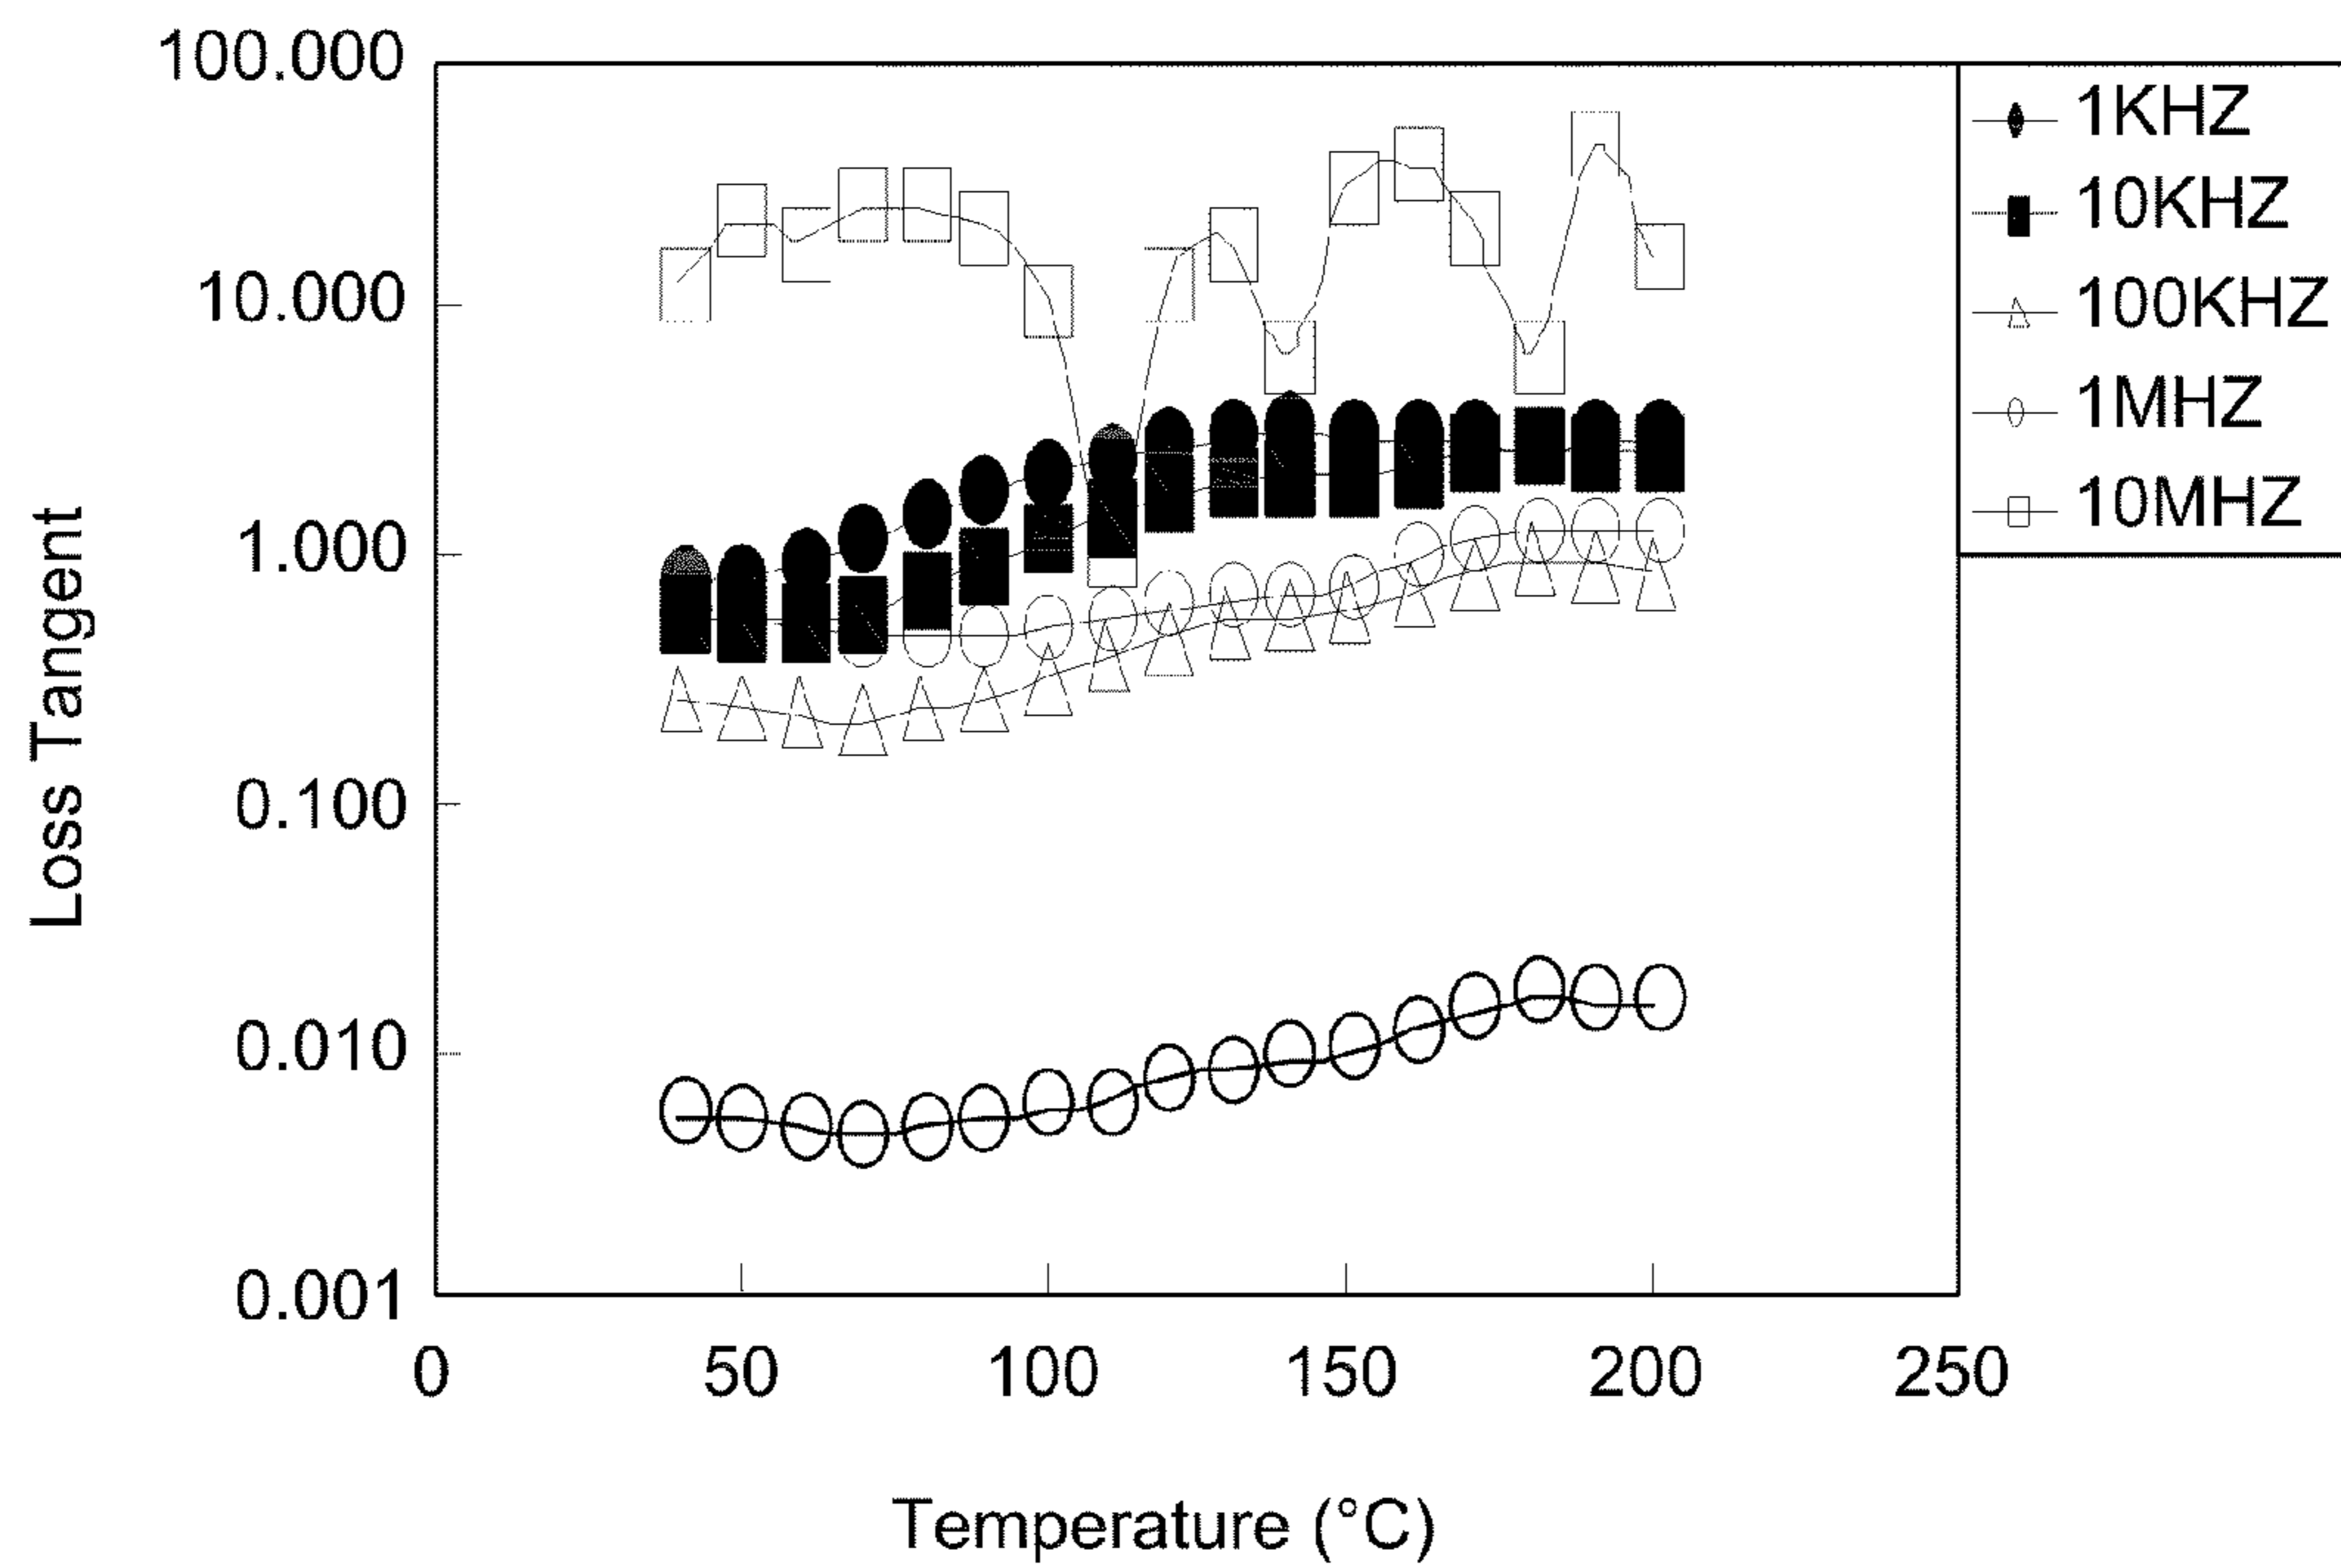 Loss Tangent
100.000
10.000
1.000
0.100
0.010
0.001
0
50
100
150
200
250
Temperature (°C)
1KHZ
10KHZ
100KHZ
1MHZ
10MHZ